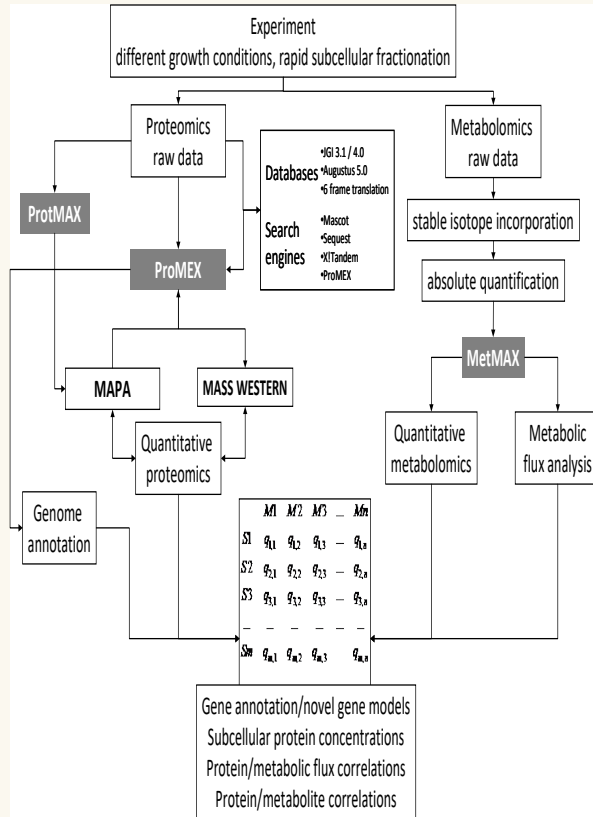 Experiment
different growth conditions, rapid subcellular fractionation
Proteomics
raw data
Metabolomics
raw data
Databases
•JGI 3.1 / 4.0
•Augustus 5.0
•6 frame translation
Search
engines
•Mascot
•Sequest
•X!Tandem
•ProMEX
ProtMAX
ProMEX
stable isotope incorporation
absolute quantification
MetMAX
MAPA
MASS WESTERN
Quantitative
proteomics
Quantitative
metabolomics
Metabolic
flux analysis
Genome
annotation
M1 M2 M3 ... Mn
S1 q1,1 q1,2 q1,3 ... q1,n
S2 q2,1 q2,2 q2,3 ... q2,n
S3 q3,1 q3,2 q3,3 ... q3,n
... ... ... ... ...
Sm qm,1 qm,2 qm,3 qm,n
Gene annotation/novel gene models
Subcellular protein concentrations
Protein/metabolic flux correlations
Protein/metabolite correlations